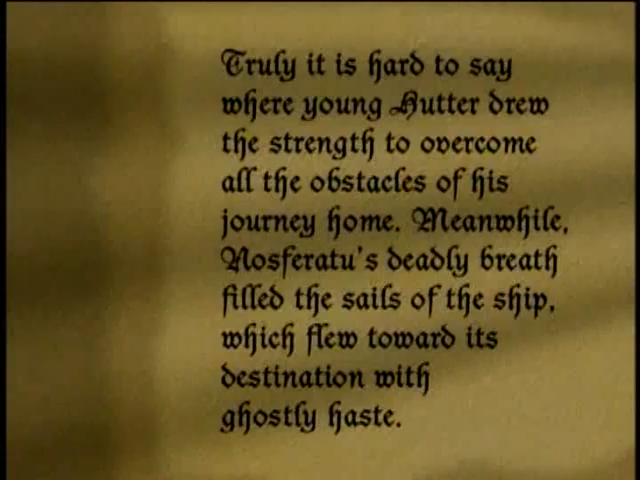 Truly it is hard to say
where young Hutter drew
the strength to overcome
all the obstacles of his
journey home. Meanwhile,
Nosferatu's deadly breath
filled the sails of the ship,
which flew toward its
destination with
ghostly haste.